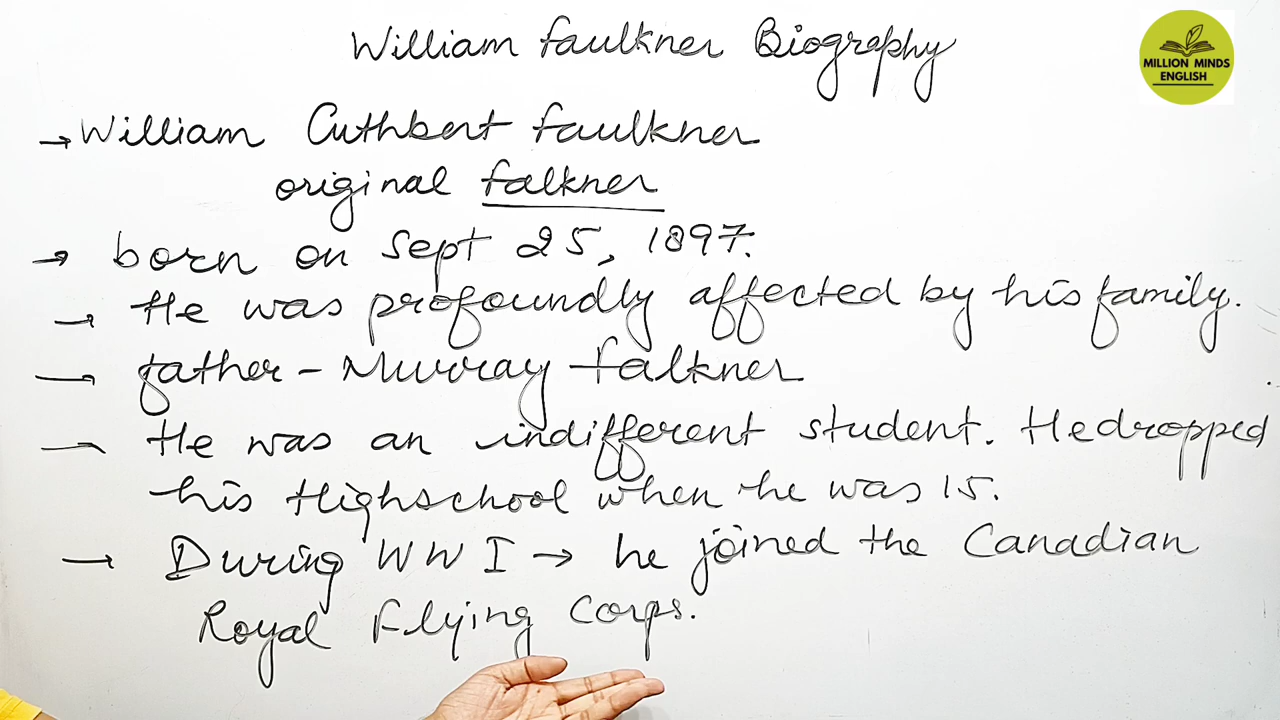 William Faulkner Biography
MILLION MINDS
ENGLISH
→ William Cuthbert Faulkner
original Falkner
→ born on Sept 25, 1897.
→ He was profoundly affected by his family.
→ father - Murray Falkner
→ He was an indifferent student. He dropped
his Highschool when he was 15.
→ During WW I → he joined the Canadian
Royal Flying Corps.